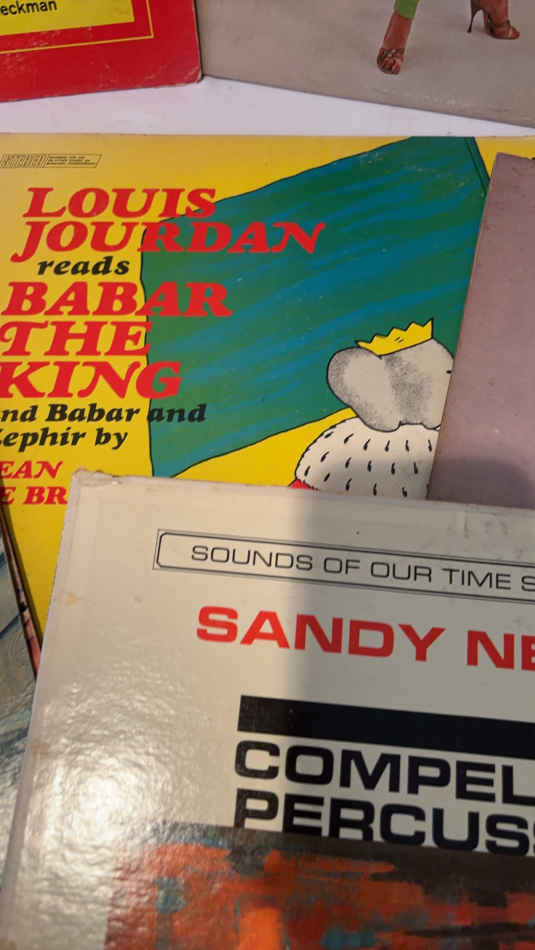 eckman
LOUIS
JOURDAN
reads
BABAR
THE
KING
nd Babar and
ephir by
EAN
E BR
SOUNDS OF OUR TIME S
SANDY NE
COMPEL
PERCUSS